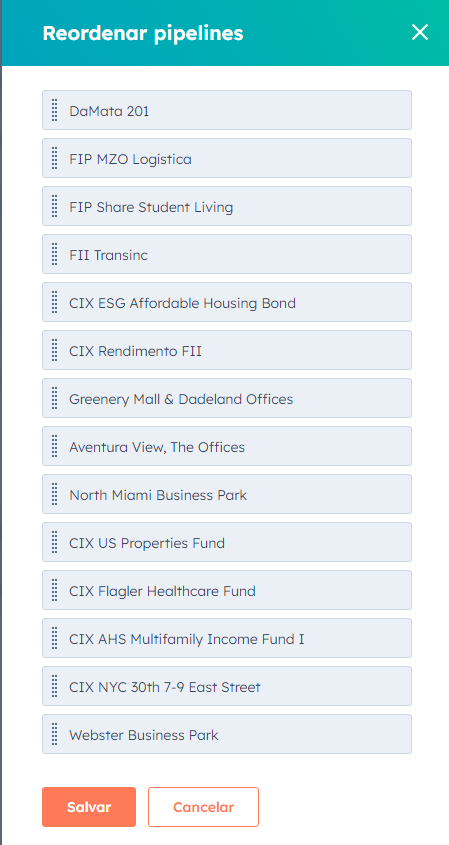 Reordenar pipelines
DaMata 201
FIP MZO Logística
FIP Share Student Living
FII Transinc
CIX ESG Affordable Housing Bond
CIX Rendimento FII
Greenery Mall & Dadeland Offices
Aventura View, The Offices
North Miami Business Park
CIX US Properties Fund
CIX Flagler Healthcare Fund
CIX AHS Multifamily Income Fund I
CIX NYC 30th 7-9 East Street
Webster Business Park
Salvar Cancelar